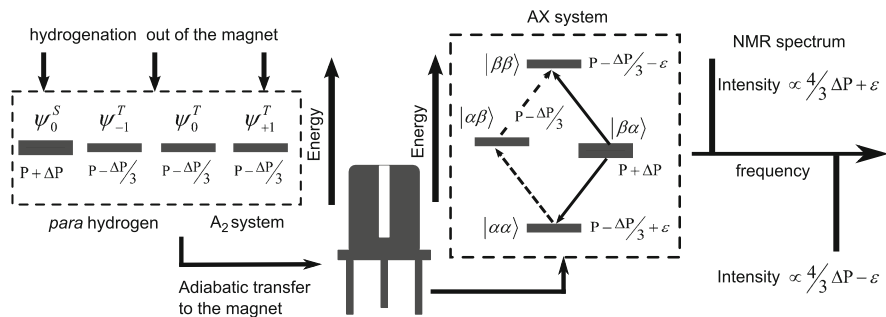 hydrogenation out of the magnet
ψ₀ˢ ψ₋₁ᵀ ψ₀ᵀ ψ₊₁ᵀ
P+ΔP P−ΔP/3 P−ΔP/3 P−ΔP/3
para hydrogen A₂ system
Adiabatic transfer
to the magnet
Energy
Energy
AX system
|ββ⟩ P−ΔP/3−ε
|αβ⟩ P−ΔP/3
|βα⟩
P+ΔP
|αα⟩ P−ΔP/3+ε
NMR spectrum
Intensity ∝ 4/3 ΔP+ε
frequency
Intensity ∝ 4/3 ΔP−ε